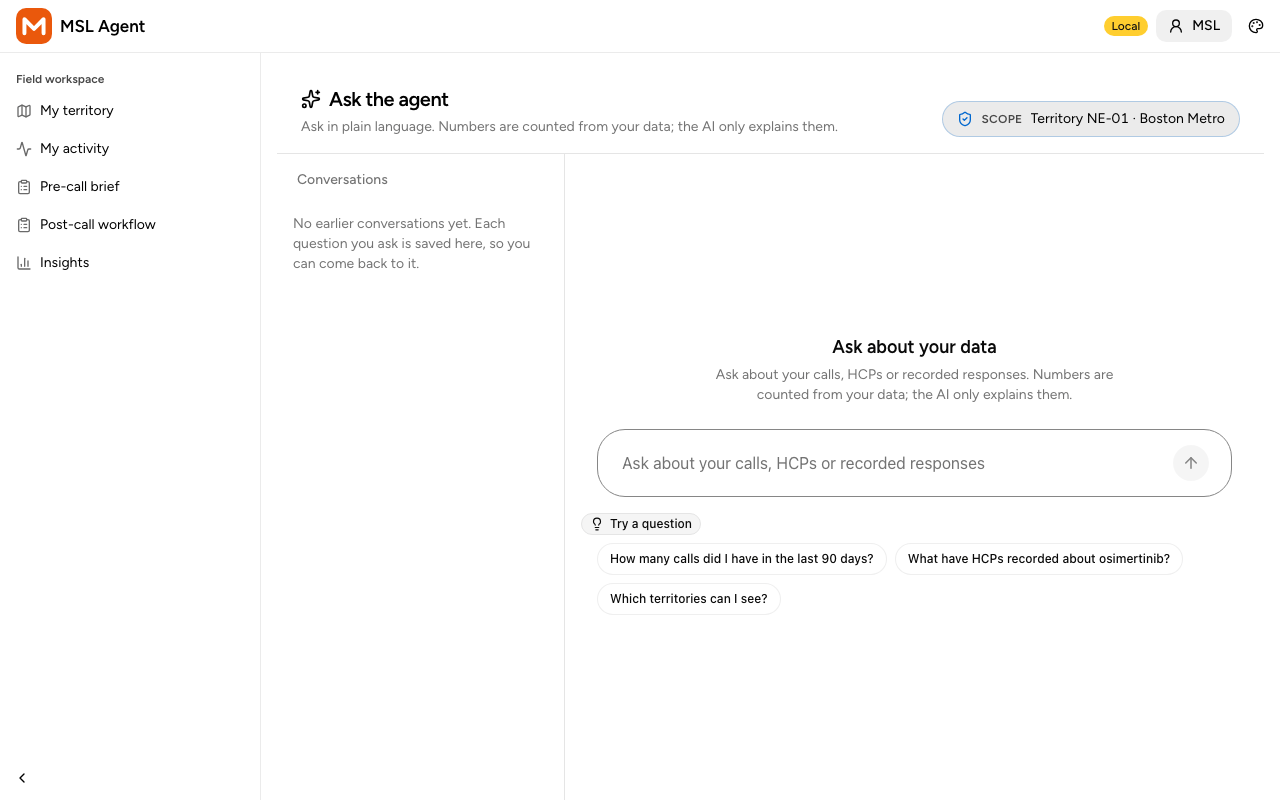 MSL Agent
Local
MSL
Field workspace
My territory
My activity
Pre-call brief
Post-call workflow
Insights
Ask the agent
Ask in plain language. Numbers are counted from your data; the AI only explains them.
SCOPE Territory NE-01 · Boston Metro
Conversations
No earlier conversations yet. Each
question you ask is saved here, so you
can come back to it.
Ask about your data
Ask about your calls, HCPs or recorded responses. Numbers are
counted from your data; the AI only explains them.
Ask about your calls, HCPs or recorded responses
Try a question
How many calls did I have in the last 90 days?
What have HCPs recorded about osimertinib?
Which territories can I see?